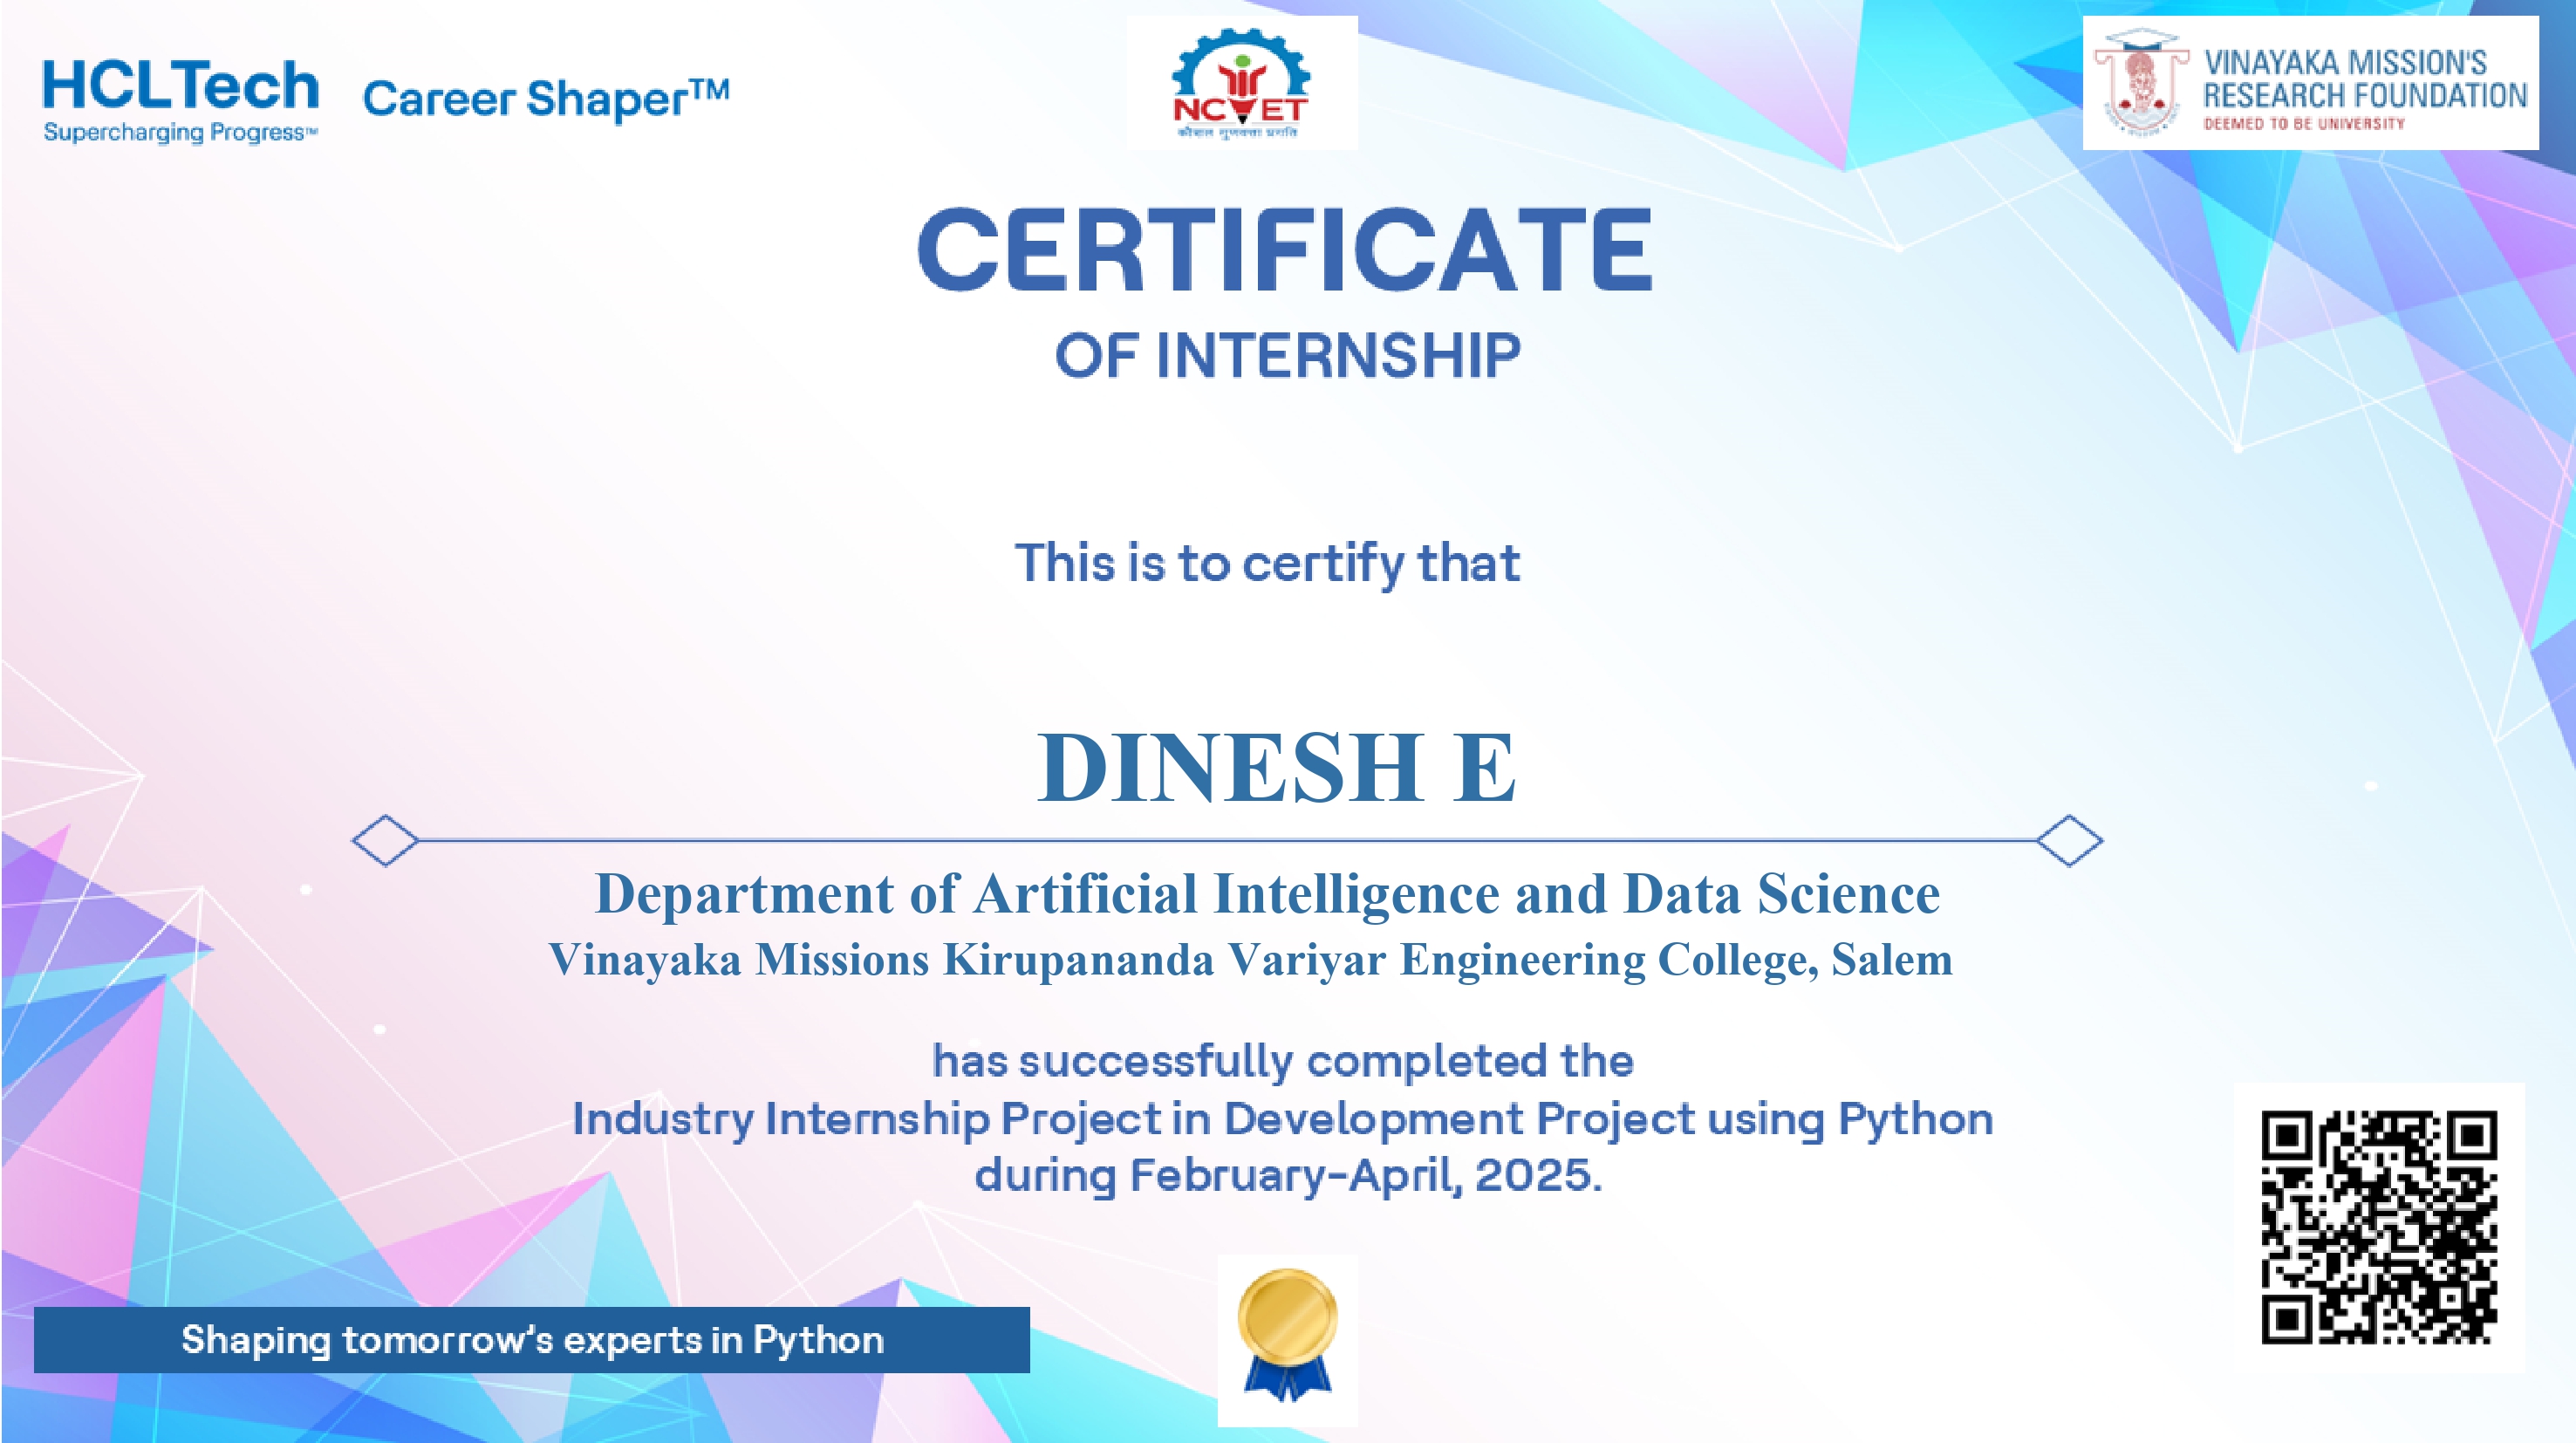 HCLTech
Supercharging Progress™
Career Shaper™
NCVET
कौशल गुणवत्ता प्रगति
VINAYAKA MISSION'S
RESEARCH FOUNDATION
DEEMED TO BE UNIVERSITY
CERTIFICATE
OF INTERNSHIP
This is to certify that
DINESH E
Department of Artificial Intelligence and Data Science
Vinayaka Missions Kirupananda Variyar Engineering College, Salem
has successfully completed the
Industry Internship Project in Development Project using Python
during February-April, 2025.
Shaping tomorrow's experts in Python